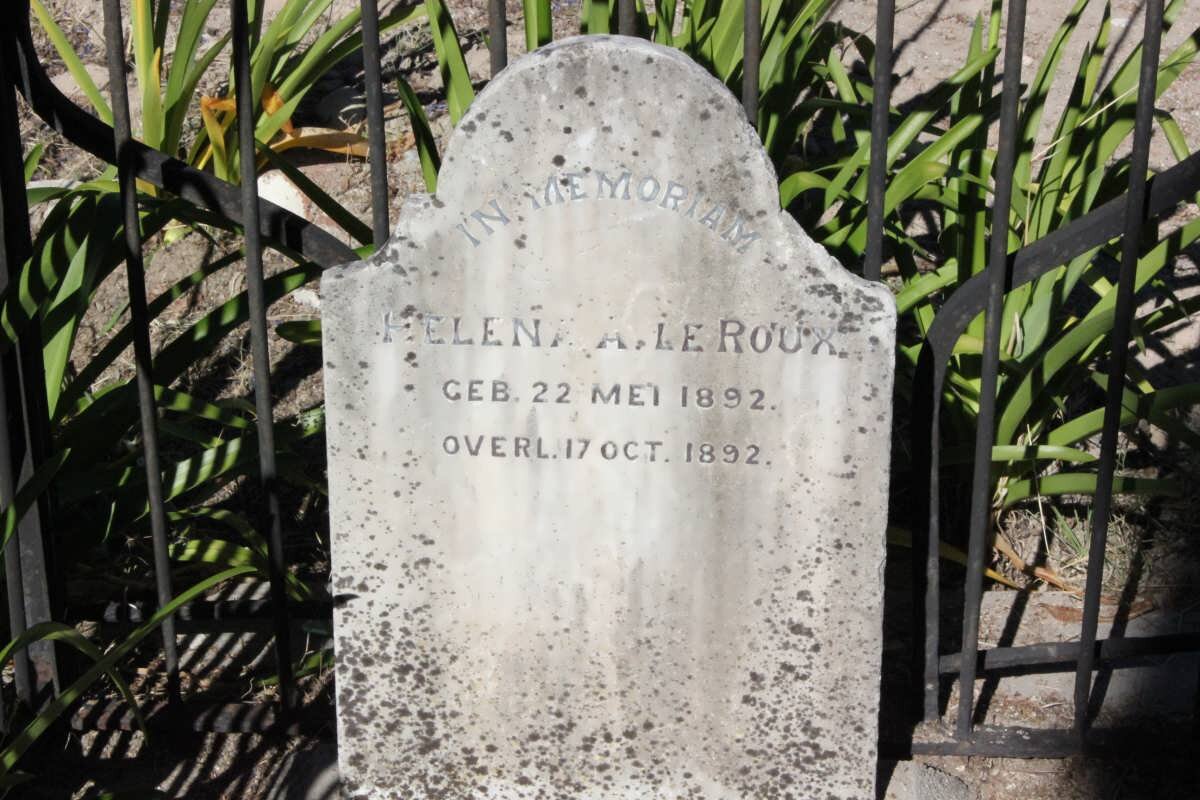 IN MEMORIAM
HELENA A. LE ROUX.
GEB. 22 MEI 1892.
OVERL. 17 OCT. 1892.